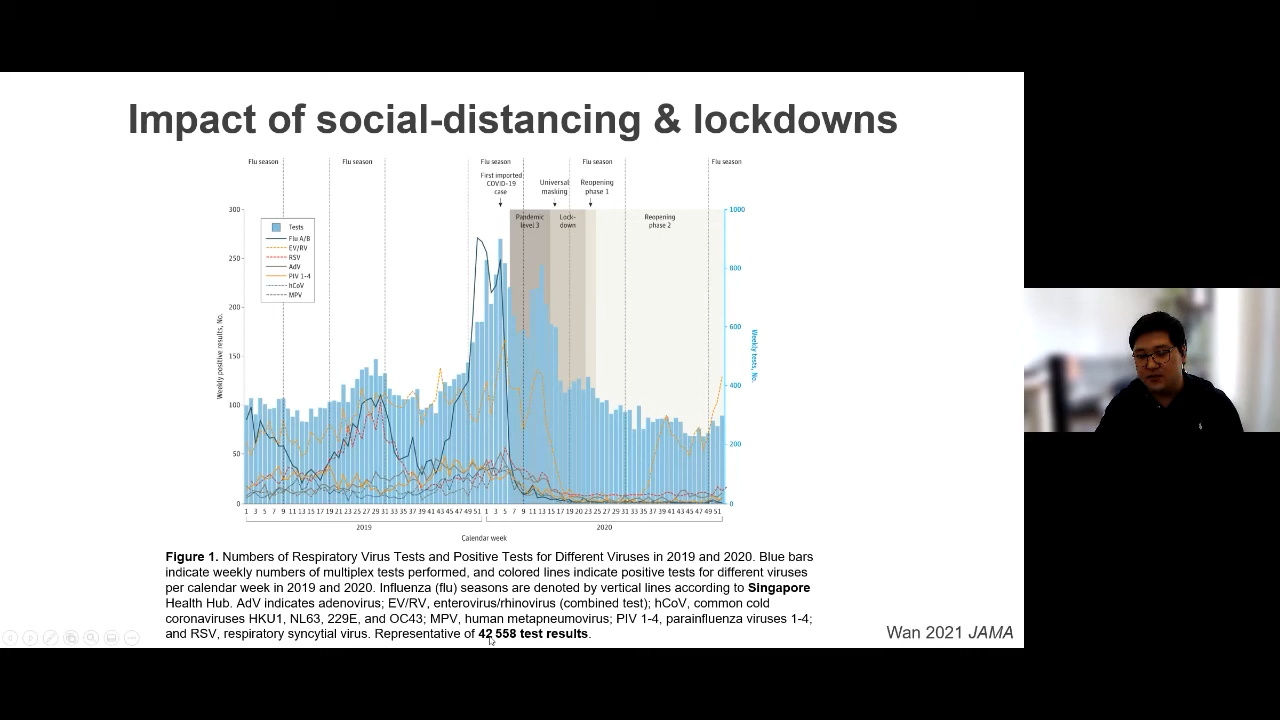 Impact of social-distancing & lockdowns
Flu season
Flu season
Flu season
Flu season
Flu season
First imported
COVID-19
case
Universal
masking
Reopening
phase 1
300
250
200
150
100
50
0
Weekly positive results, No.
Tests
Flu A/B
EV/RV
RSV
AdV
PIV 1-4
hCoV
MPV
Pandemic
level 3
Lock-
down
Reopening
phase 2
1000
800
600
400
200
0
Weekly tests, No.
1 3 5 7 9 11 13 15 17 19 21 23 25 27 29 31 33 35 37 39 41 43 45 47 49 51 1 3 5 7 9 11 13 15 17 19 21 23 25 27 29 31 33 35 37 39 41 43 45 47 49 51
2019
2020
Calendar week
Figure 1. Numbers of Respiratory Virus Tests and Positive Tests for Different Viruses in 2019 and 2020. Blue bars
indicate weekly numbers of multiplex tests performed, and colored lines indicate positive tests for different viruses
per calendar week in 2019 and 2020. Influenza (flu) seasons are denoted by vertical lines according to Singapore
Health Hub. AdV indicates adenovirus; EV/RV, enterovirus/rhinovirus (combined test); hCoV, common cold
coronaviruses HKU1, NL63, 229E, and OC43; MPV, human metapneumovirus; PIV 1-4, parainfluenza viruses 1-4;
and RSV, respiratory syncytial virus. Representative of 42 558 test results.
Wan 2021 JAMA